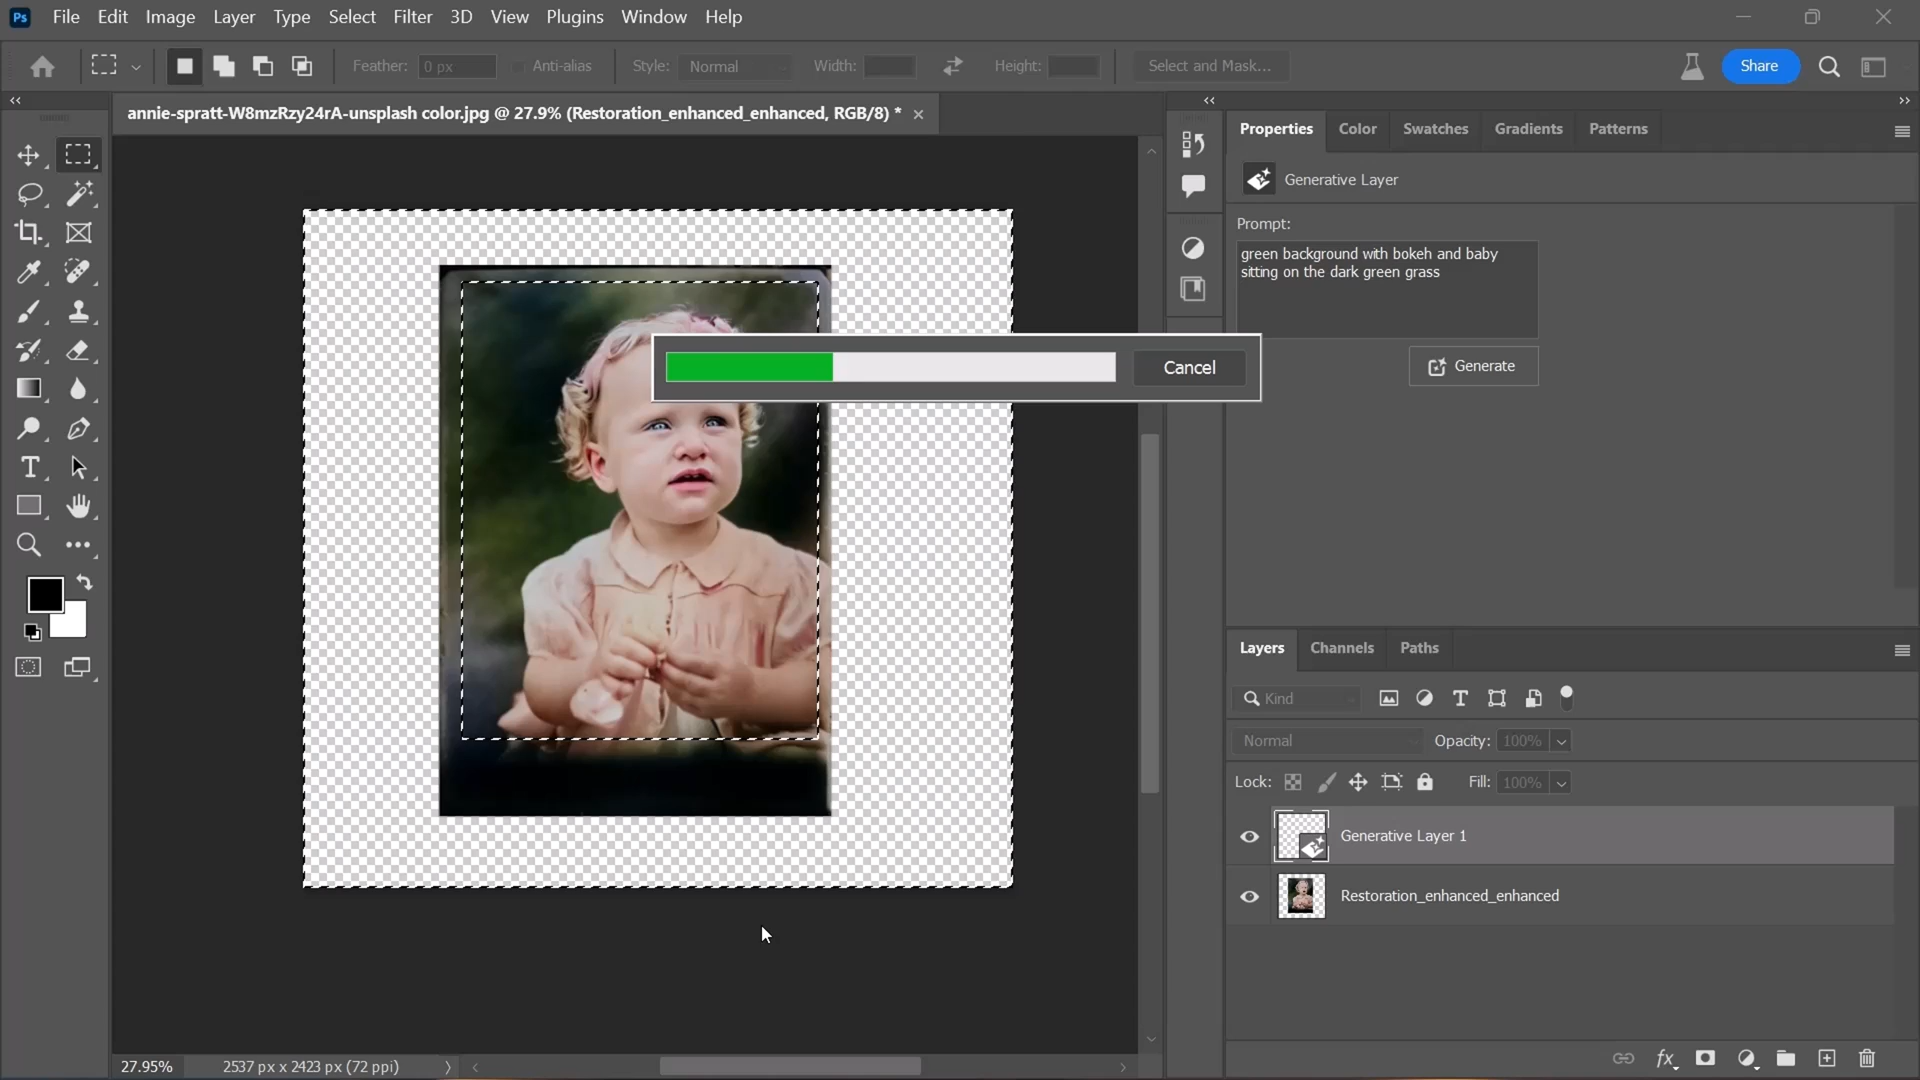 Ps File Edit Image Layer Type Select Filter 3D View Plugins Window Help
Feather: 0 px Anti-alias Style: Normal Width: Height: Select and Mask... Share
annie-spratt-W8mzRzy24rA-unsplash color.jpg @ 27.9% (Restoration_enhanced_enhanced, RGB/8) *
Properties Color Swatches Gradients Patterns
Generative Layer
Prompt:
green background with bokeh and baby
sitting on the dark green grass
Cancel
Generate
Layers Channels Paths
Kind
Normal Opacity: 100%
Lock: Fill: 100%
Generative Layer 1
Restoration_enhanced_enhanced
27.95% 2537 px x 2423 px (72 ppi)